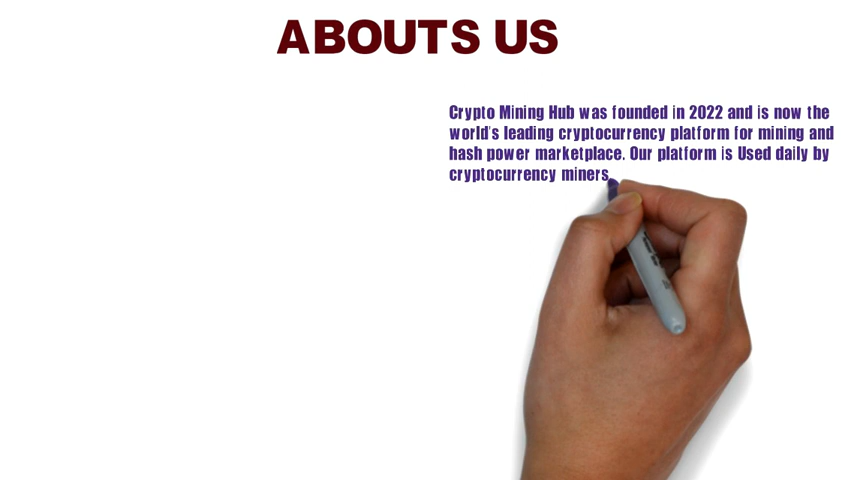 ABOUTS US
Crypto Mining Hub was founded in 2022 and is now the
world's leading cryptocurrency platform for mining and
hash power marketplace. Our platform is Used daily by
cryptocurrency miners.